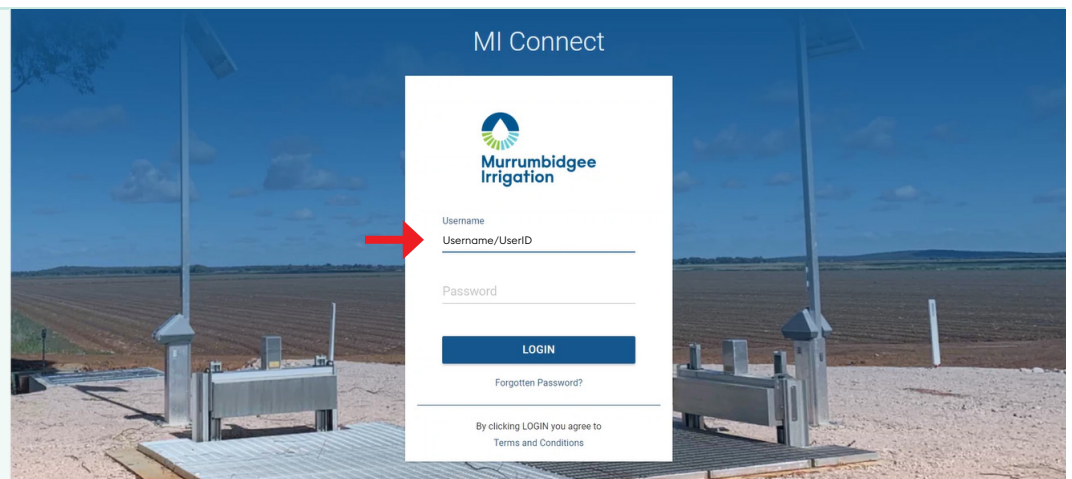 MI Connect
Murrumbidgee
Irrigation
Username
Username/UserID
Password
LOGIN
Forgotten Password?
By clicking LOGIN you agree to
Terms and Conditions